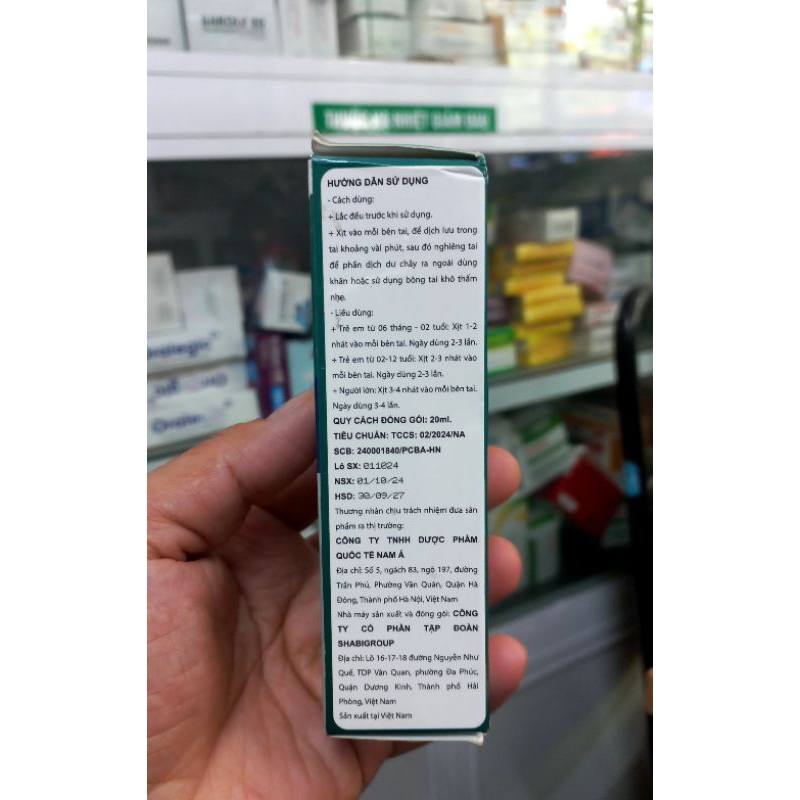 THUỐC HẠ NHIỆT GIẢM ĐAU
HƯỚNG DẪN SỬ DỤNG
- Cách dùng:
+ Lắc đều trước khi sử dụng.
+ Xịt vào mỗi bên tai, để dịch lưu trong
tai khoảng vài phút, sau đó nghiêng tai
để phần dịch dư chảy ra ngoài dùng
khăn hoặc sử dụng bông tai khô thấm
nhẹ.
- Liều dùng:
+ Trẻ em từ 06 tháng - 02 tuổi: Xịt 1-2
nhát vào mỗi bên tai. Ngày dùng 2-3 lần.
+ Trẻ em từ 02-12 tuổi: Xịt 2-3 nhát vào
mỗi bên tai. Ngày dùng 2-3 lần.
+ Người lớn: Xịt 3-4 nhát vào mỗi bên tai.
Ngày dùng 3-4 lần.
QUY CÁCH ĐÓNG GÓI: 20ml.
TIÊU CHUẨN: TCCS: 02/2024/NA
SCB: 240001840/PCBA-HN
Lô SX: 011024
NSX: 01/10/24
HSD: 30/09/27
Thương nhân chịu trách nhiệm đưa sản
phẩm ra thị trường:
CÔNG TY TNHH DƯỢC PHẨM
QUỐC TẾ NAM Á
Địa chỉ: Số 5, ngách 83, ngõ 197, đường
Trần Phú, Phường Văn Quán, Quận Hà
Đông, Thành phố Hà Nội, Việt Nam
Nhà máy sản xuất và đóng gói: CÔNG
TY CỔ PHẦN TẬP ĐOÀN
SHABIGROUP
Địa chỉ: Lô 16-17-18 đường Nguyễn Như
Quế, TDP Vân Quan, phường Đa Phúc,
Quận Dương Kinh, Thành phố Hải
Phòng, Việt Nam
Sản xuất tại Việt Nam